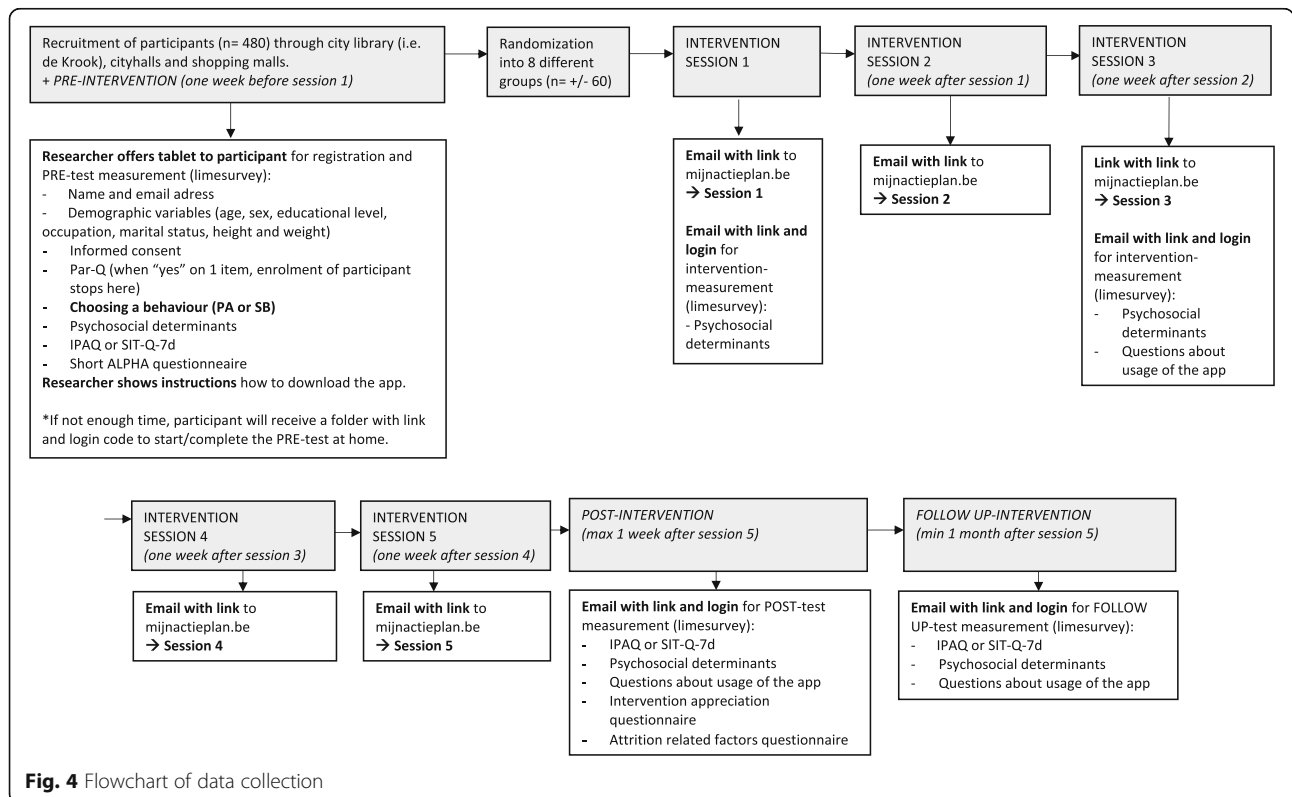 Recruitment of participants (n= 480) through city library (i.e.
de Krook), cityhalls and shopping malls.
+ PRE-INTERVENTION (one week before session 1)
Randomization
into 8 different
groups (n= +/- 60)
INTERVENTION
SESSION 1
INTERVENTION
SESSION 2
(one week after session 1)
INTERVENTION
SESSION 3
(one week after session 2)
Researcher offers tablet to participant for registration and
PRE-test measurement (limesurvey):
- Name and email adress
- Demographic variables (age, sex, educational level,
occupation, marital status, height and weight)
- Informed consent
- Par-Q (when “yes” on 1 item, enrolment of participant
stops here)
- Choosing a behaviour (PA or SB)
- Psychosocial determinants
- IPAQ or SIT-Q-7d
- Short ALPHA questionneaire
Researcher shows instructions how to download the app.
*If not enough time, participant will receive a folder with link
and login code to start/complete the PRE-test at home.
Email with link to
mijnactieplan.be
→ Session 1
Email with link and
login for
intervention-
measurement
(limesurvey):
- Psychosocial
determinants
Email with link to
mijnactieplan.be
→ Session 2
Link with link to
mijnactieplan.be
→ Session 3
Email with link and login
for intervention-
measurement
(limesurvey):
- Psychosocial
determinants
- Questions about
usage of the app
INTERVENTION
SESSION 4
(one week after session 3)
INTERVENTION
SESSION 5
(one week after session 4)
POST-INTERVENTION
(max 1 week after session 5)
FOLLOW UP-INTERVENTION
(min 1 month after session 5)
Email with link to
mijnactieplan.be
→ Session 4
Email with link to
mijnactieplan.be
→ Session 5
Email with link and login for POST-test
measurement (limesurvey):
- IPAQ or SIT-Q-7d
- Psychosocial determinants
- Questions about usage of the app
- Intervention appreciation
questionnaire
- Attrition related factors questionnaire
Email with link and login for FOLLOW
UP-test measurement (limesurvey):
- IPAQ or SIT-Q-7d
- Psychosocial determinants
- Questions about usage of the app
Fig. 4 Flowchart of data collection